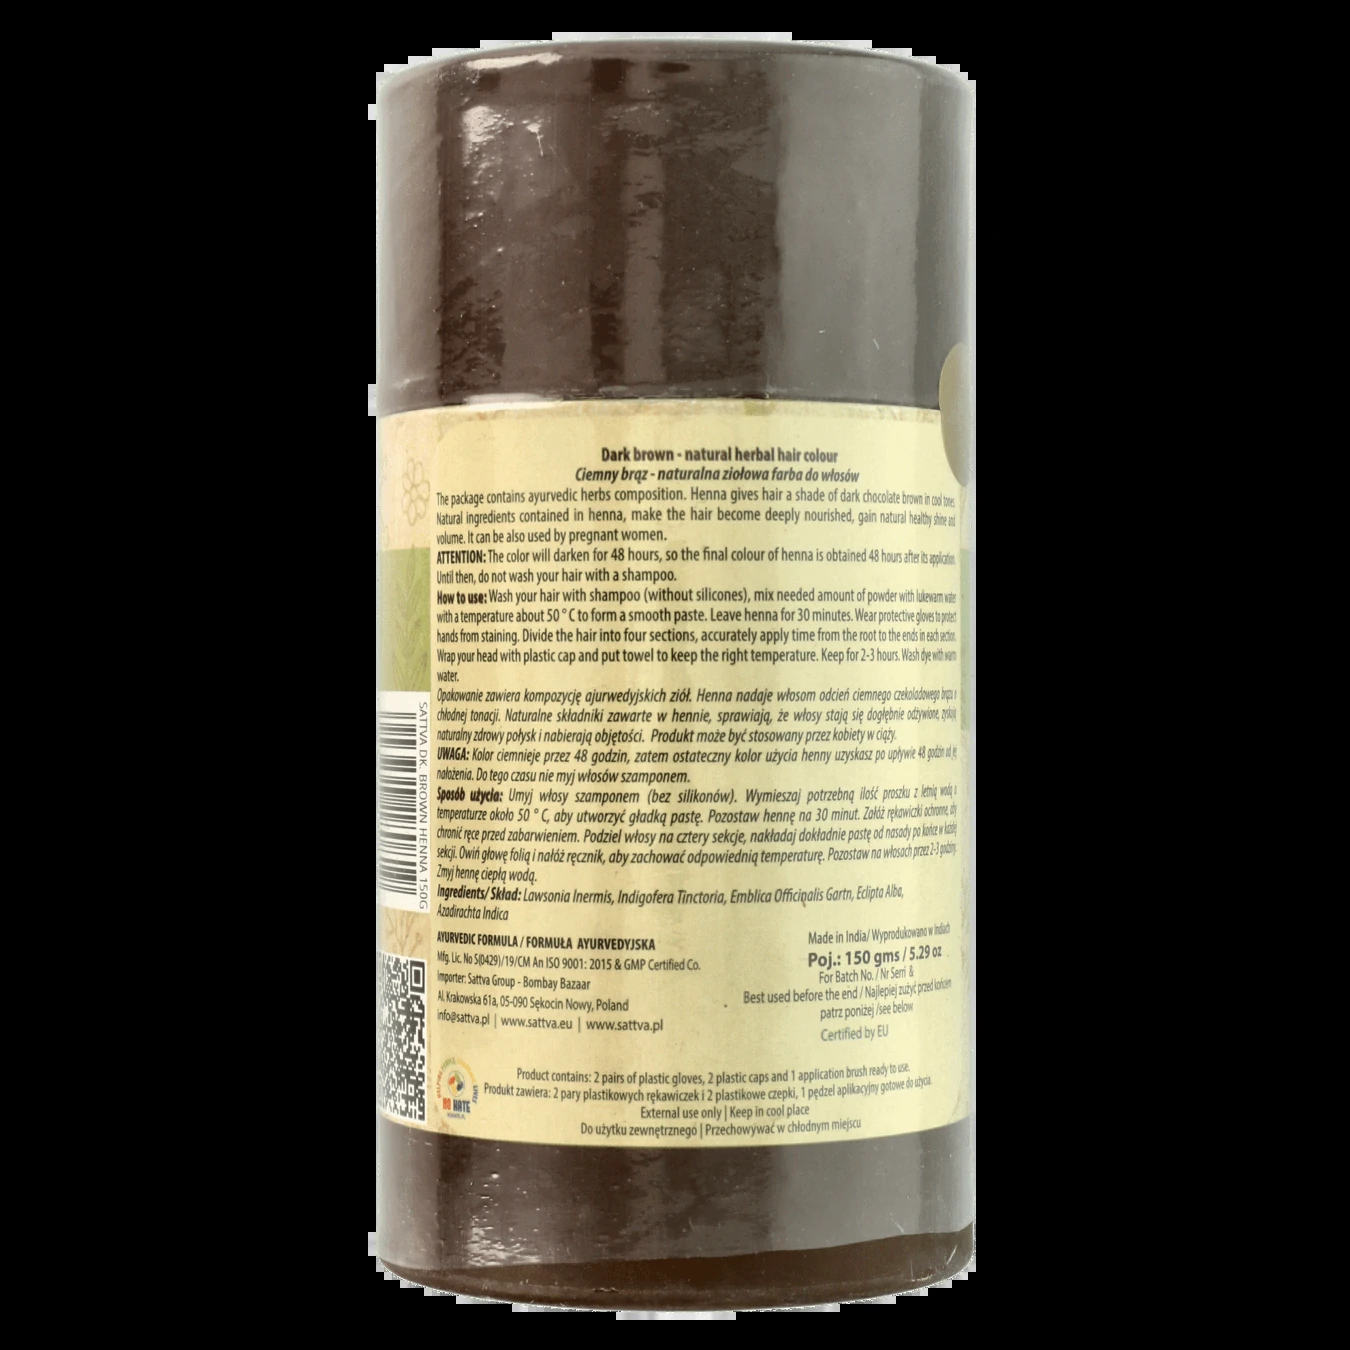 Dark brown - natural herbal hair colour
Ciemny brąz - naturalna ziołowa farba do włosów
The package contains ayurvedic herbs composition. Henna gives hair a shade of dark chocolate brown in cool tones.
Natural ingredients contained in henna, make the hair become deeply nourished, gain natural healthy shine and
volume. It can be also used by pregnant women.
ATTENTION: The color will darken for 48 hours, so the final colour of henna is obtained 48 hours after its application.
Until then, do not wash your hair with a shampoo.
How to use: Wash your hair with shampoo (without silicones), mix needed amount of powder with lukewarm water
with a temperature about 50 ° C to form a smooth paste. Leave henna for 30 minutes. Wear protective gloves to protect
hands from staining. Divide the hair into four sections, accurately apply time from the root to the ends in each section.
Wrap your head with plastic cap and put towel to keep the right temperature. Keep for 2-3 hours. Wash dye with warm
water.
Opakowanie zawiera kompozycję ajurwedyjskich ziół. Henna nadaje włosom odcień ciemnego czekoladowego brązu o
chłodnej tonacji. Naturalne składniki zawarte w hennie, sprawiają, że włosy stają się dogłębnie odżywione, zyskują
naturalny zdrowy połysk i nabierają objętości. Produkt może być stosowany przez kobiety w ciąży.
UWAGA: Kolor ciemnieje przez 48 godzin, zatem ostateczny kolor użycia henny uzyskasz po upływie 48 godzin od jej
nałożenia. Do tego czasu nie myj włosów szamponem.
Sposób użycia: Umyj włosy szamponem (bez silikonów). Wymieszaj potrzebną ilość proszku z letnią wodą o
temperaturze około 50 ° C, aby utworzyć gładką pastę. Pozostaw hennę na 30 minut. Załóż rękawiczki ochronne, aby
chronić ręce przed zabarwieniem. Podziel włosy na cztery sekcje, nakładaj dokładnie pastę od nasady po końce w każdej
sekcji. Owiń głowę folią i nałóż ręcznik, aby zachować odpowiednią temperaturę. Pozostaw na włosach przez 2-3 godziny.
Zmyj hennę ciepłą wodą.
Ingredients/ Skład: Lawsonia Inermis, Indigofera Tinctoria, Emblica Officinalis Gartn, Eclipta Alba,
Azadirachta Indica
AYURVEDIC FORMULA / FORMUŁA AYURVEDYJSKA
Mfg. Lic. No S(0429)/19/CM An ISO 9001: 2015 & GMP Certified Co.
Importer: Sattva Group - Bombay Bazaar
Al. Krakowska 61a, 05-090 Sękocin Nowy, Poland
info@sattva.pl | www.sattva.eu | www.sattva.pl
Made in India/ Wyprodukowano w Indiach
Poj.: 150 gms / 5.29 oz
For Batch No. / Nr Serri &
Best used before the end / Najlepiej zużyć przed końcem
patrz poniżej /see below
Certified by EU
Product contains: 2 pairs of plastic gloves, 2 plastic caps and 1 application brush ready to use.
Produkt zawiera: 2 pary plastikowych rękawiczek i 2 plastikowe czepki, 1 pędzel aplikacyjny gotowe do użycia.
External use only | Keep in cool place
Do użytku zewnętrznego | Przechowywać w chłodnym miejscu
SATTVA DK. BROWN HENNA 150G
NO HATE